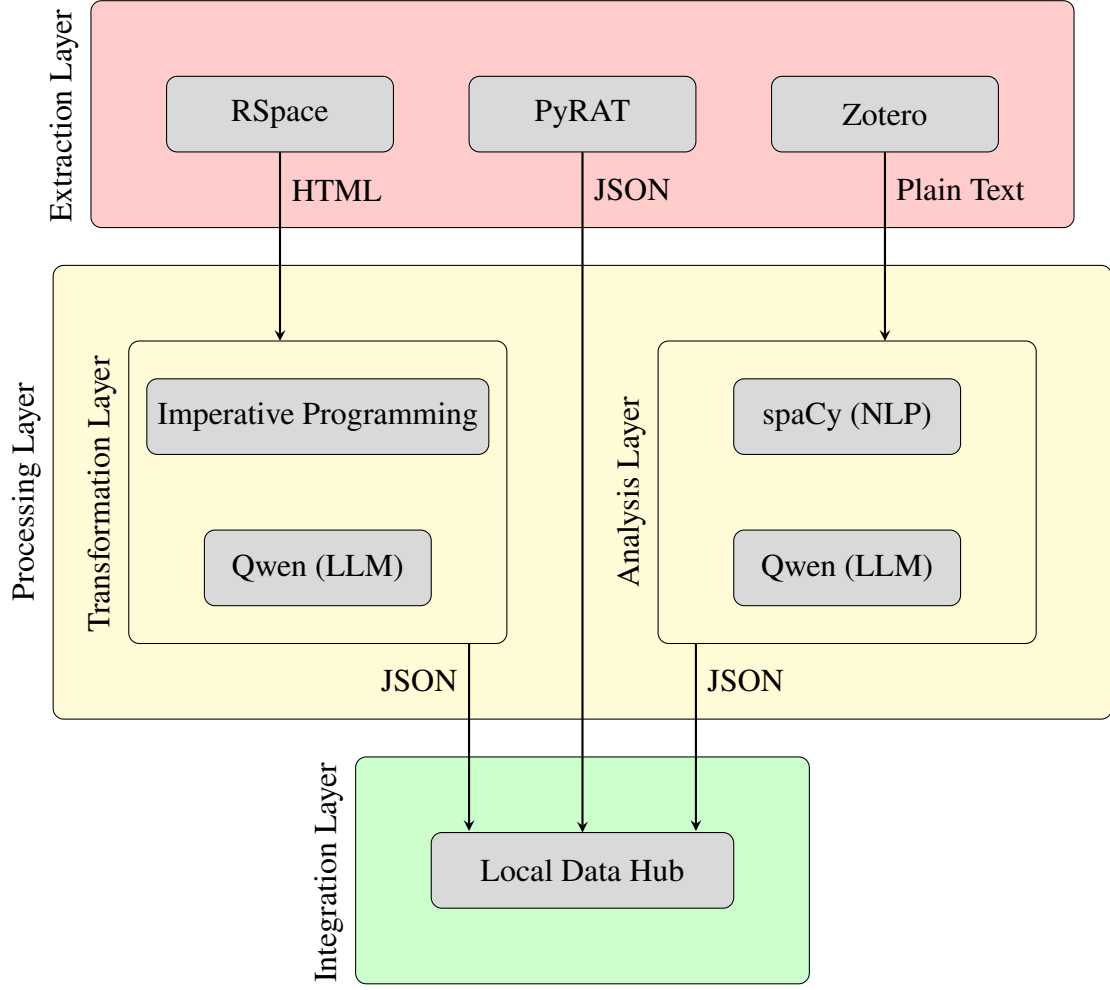 Extraction Layer
RSpace
PyRAT
Zotero
HTML
JSON
Plain Text
Processing Layer
Transformation Layer
Imperative Programming
Qwen (LLM)
Analysis Layer
spaCy (NLP)
Qwen (LLM)
JSON
JSON
Integration Layer
Local Data Hub